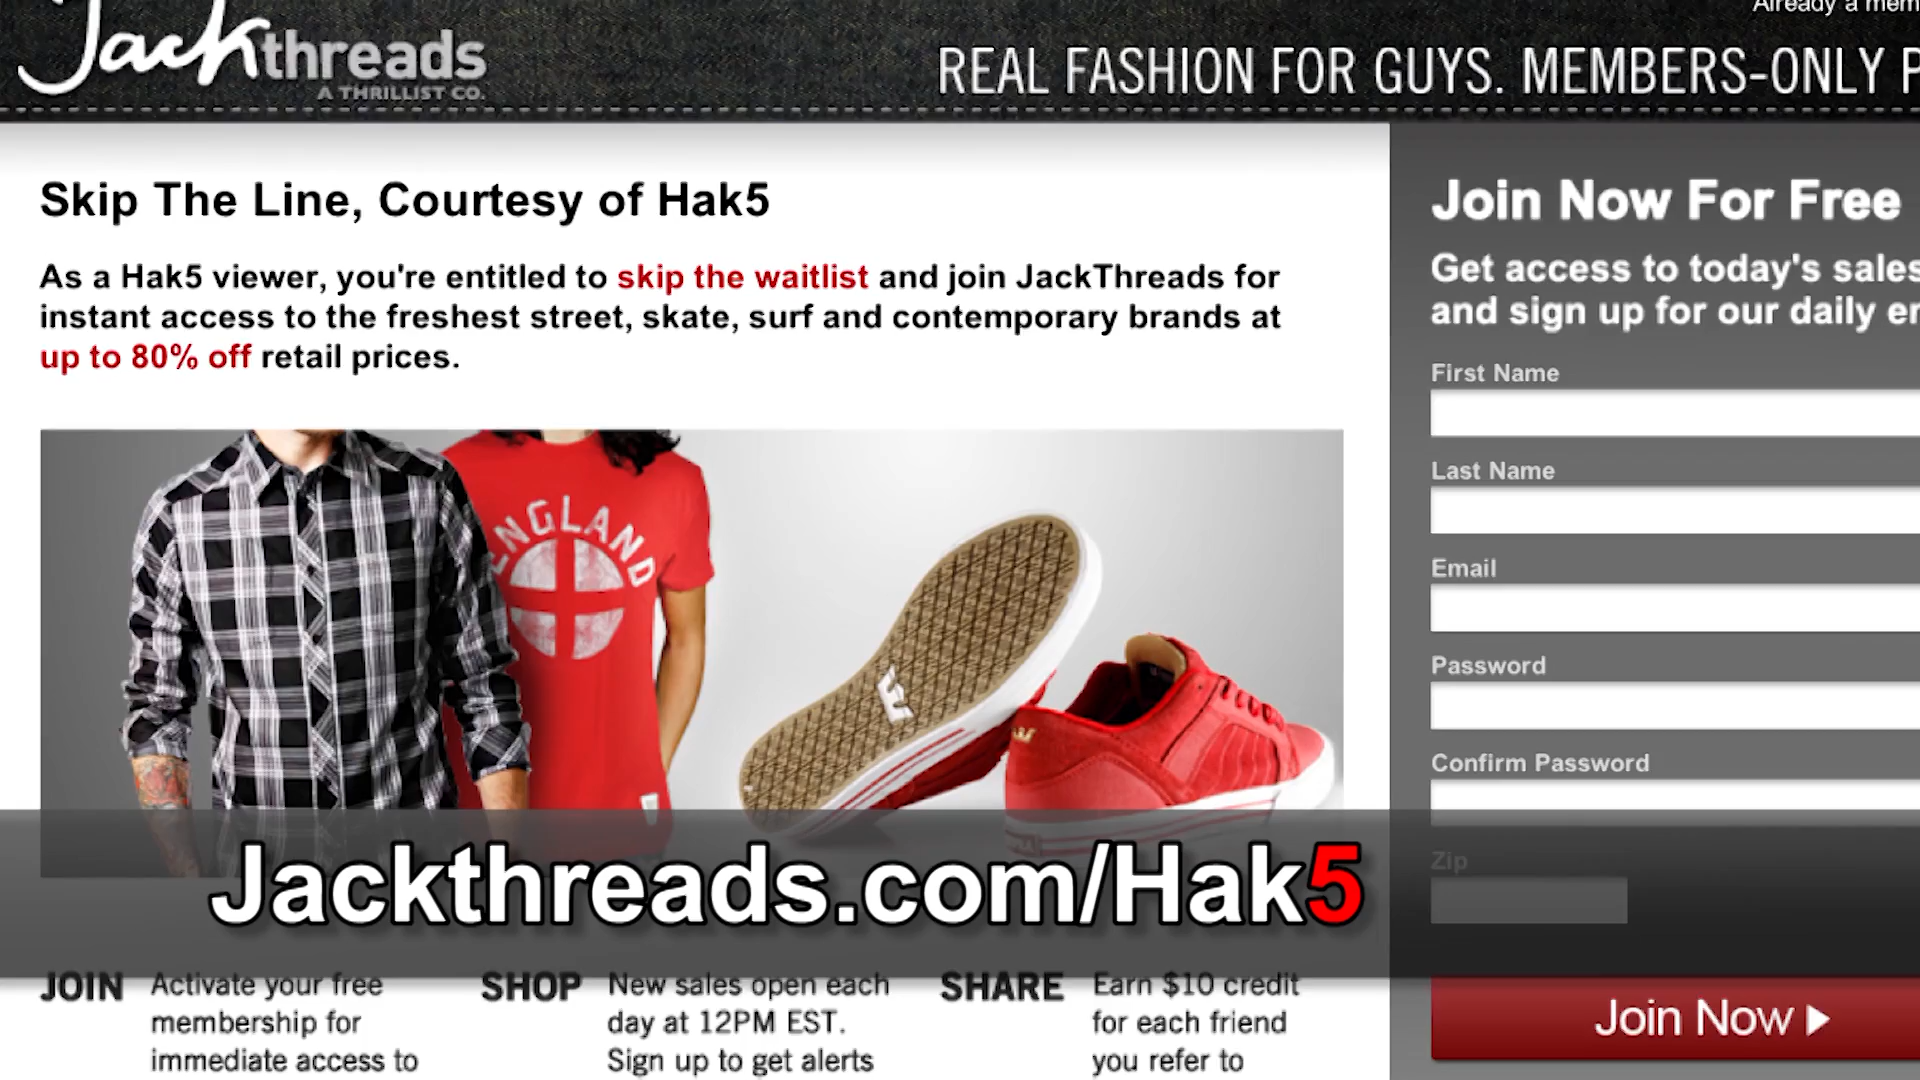 Jackthreads
A THRILLIST CO.
Already a
REAL FASHION FOR GUYS. MEMBERS-ONLY
Skip The Line, Courtesy of Hak5
As a Hak5 viewer, you're entitled to skip the waitlist and join JackThreads for
instant access to the freshest street, skate, surf and contemporary brands at
up to 80% off retail prices.
ENGLAND
Join Now For Free
Get access to today's sales
and sign up for our daily
First Name
Last Name
Email
Password
Confirm Password
Zip
Join Now
Jackthreads.com/Hak5
JOIN
Activate your free
membership for
immediate access to
SHOP
New sales open each
day at 12PM EST.
Sign up to get alerts
SHARE
Earn $10 credit
for each friend
you refer to